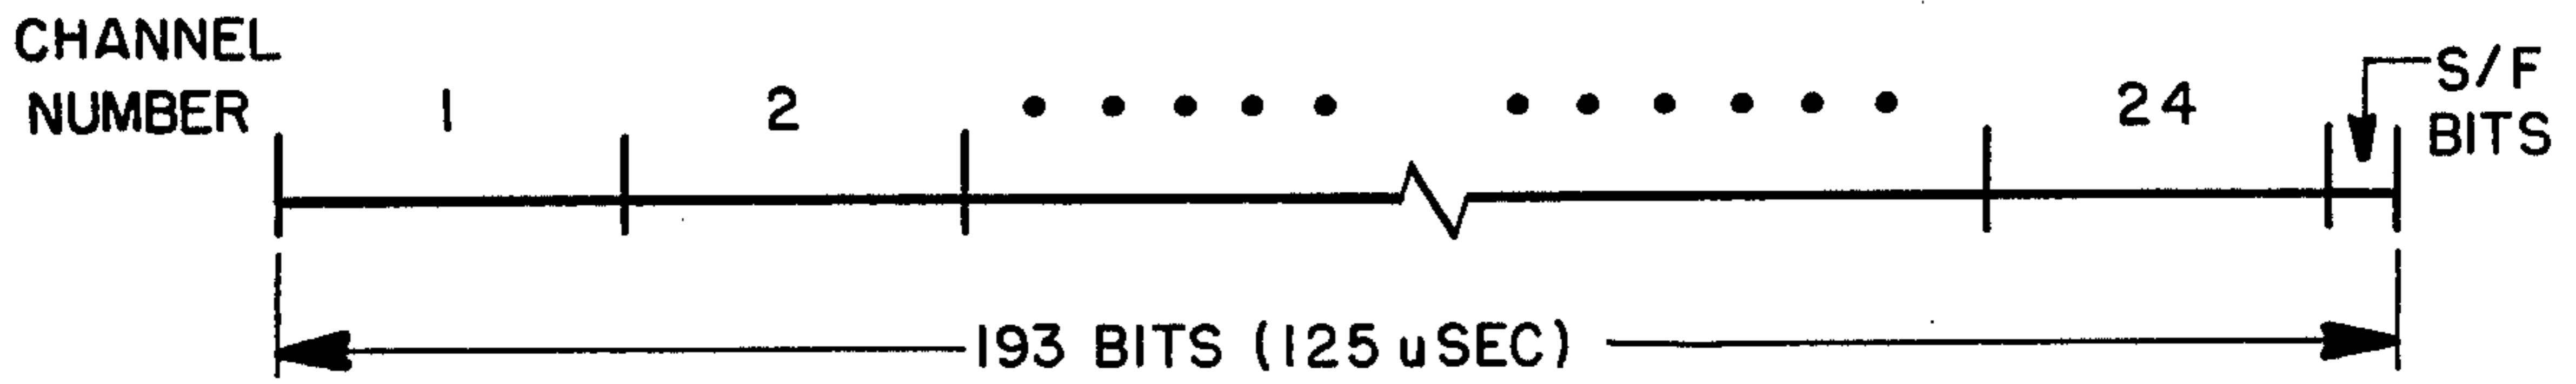 CHANNEL
NUMBER
1 2 • • • • • • • • • • • 24
S/F
BITS
193 BITS (125 uSEC)